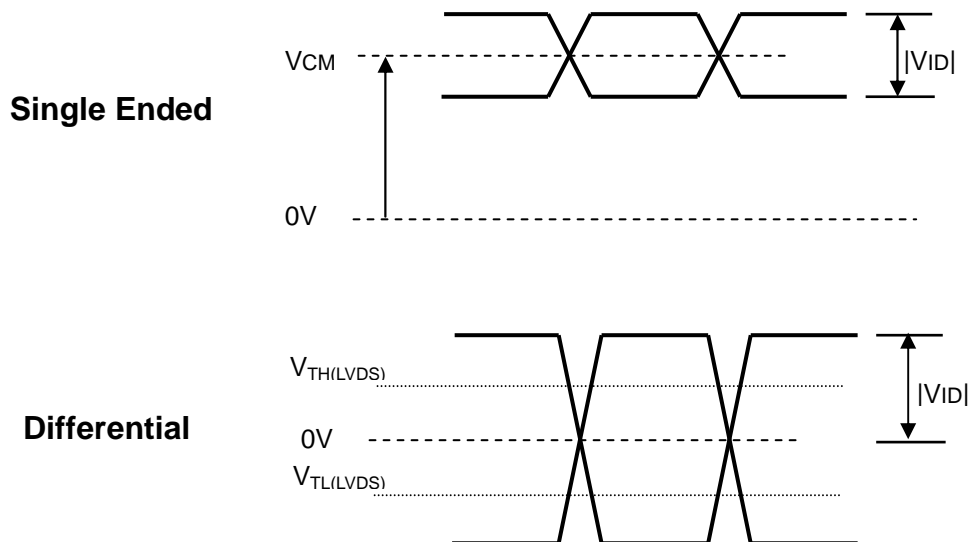 VCM
|VID|
Single Ended
0V
VTH(LVDS)
|VID|
Differential
0V
VTL(LVDS)